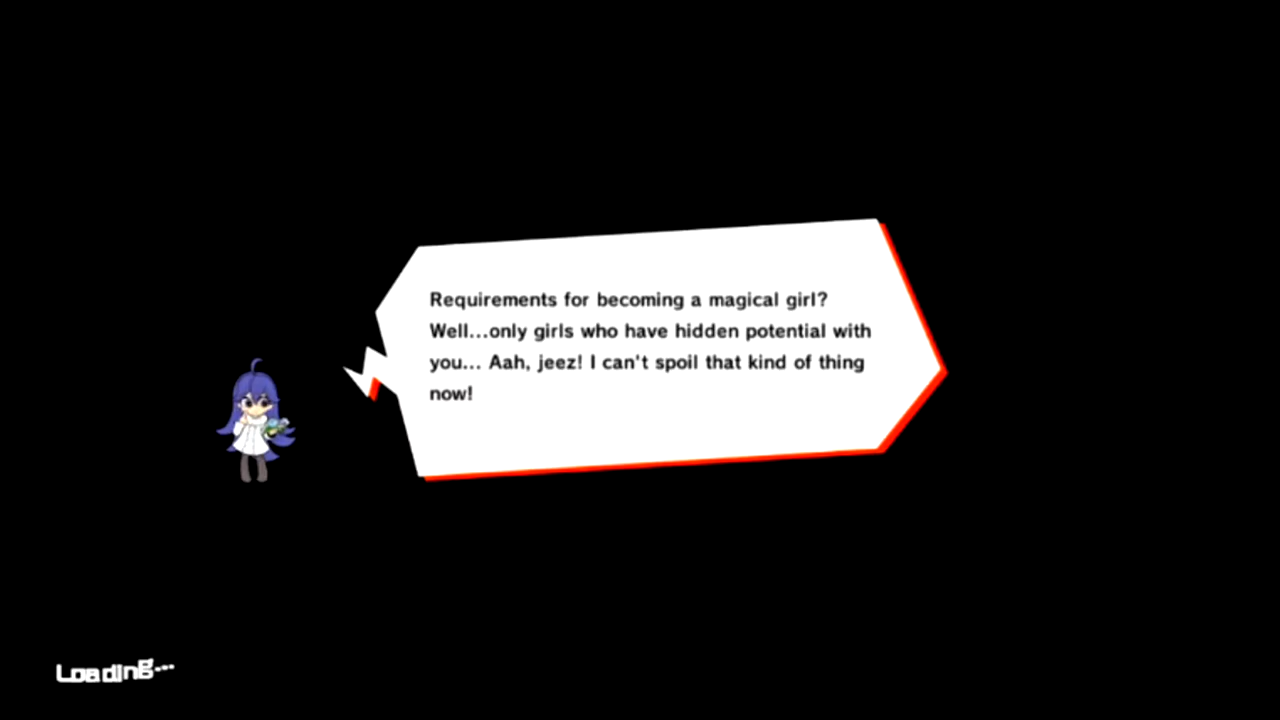 Requirements for becoming a magical girl?
Well...only girls who have hidden potential with
you... Aah, jeez! I can't spoil that kind of thing
now!
Loading...